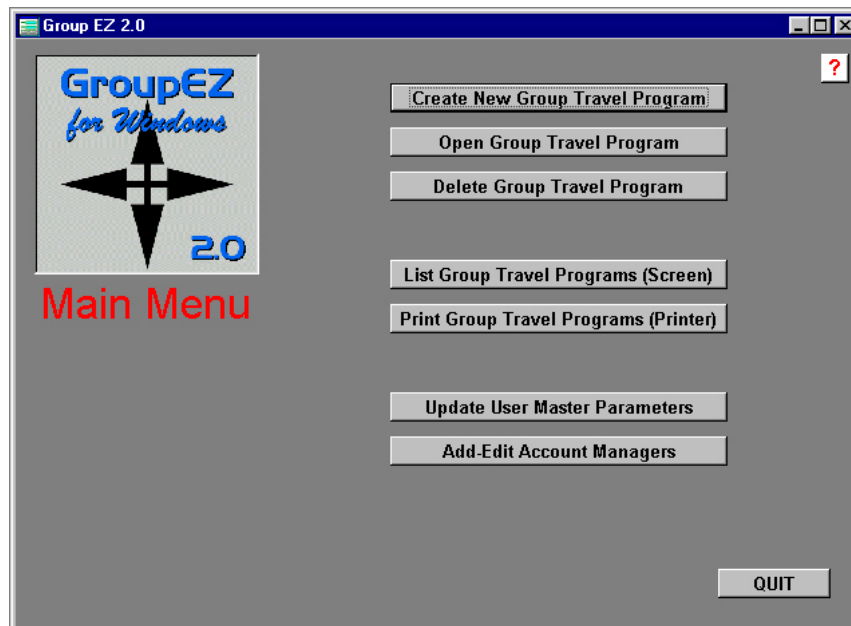 Group EZ 2.0
GroupEZ
for Windows
2.0
Main Menu
?
Create New Group Travel Program
Open Group Travel Program
Delete Group Travel Program
List Group Travel Programs (Screen)
Print Group Travel Programs (Printer)
Update User Master Parameters
Add-Edit Account Managers
QUIT